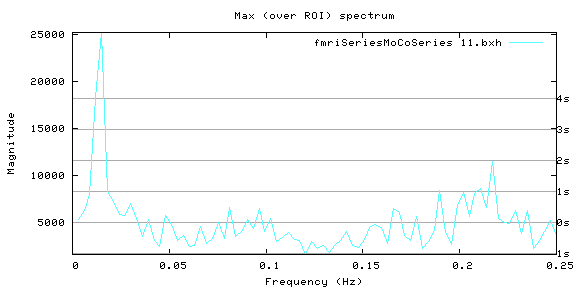 Max (over ROI) spectrum
fmriSeriesMoCoSeries 11.bxh
25000
20000
15000
10000
5000
4s
3s
2s
1s
0s
1s
Magnitude
0
0.05
0.1
0.15
0.2
0.25
Frequency (Hz)